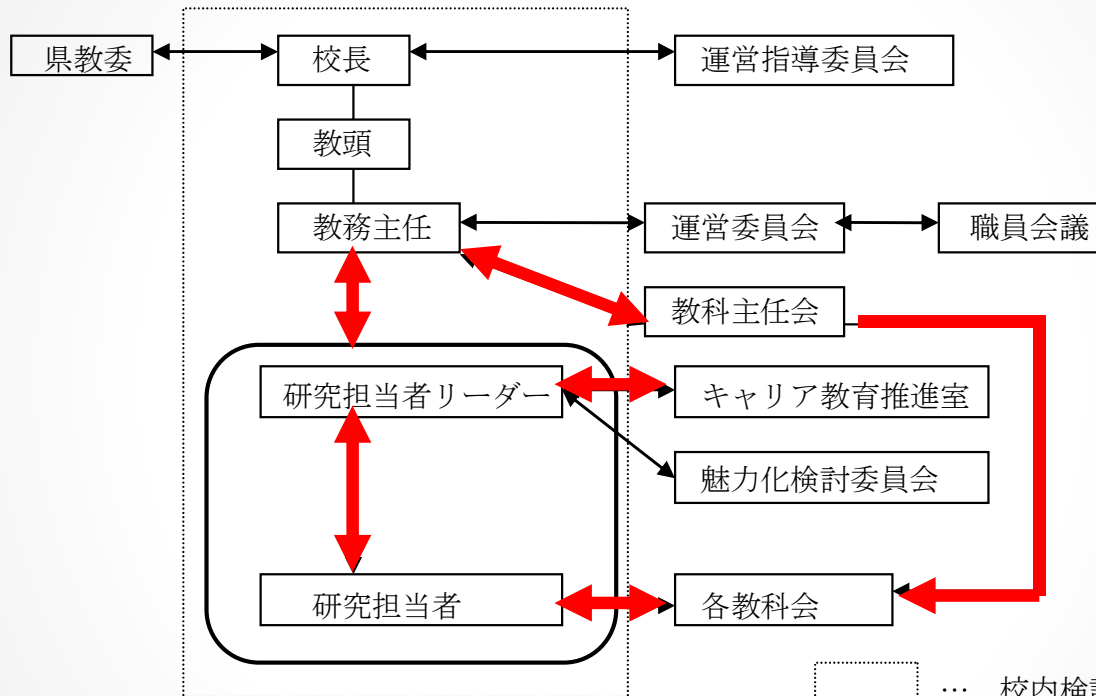 県教委
校長
運営指導委員会
教頭
教務主任
運営委員会
職員会議
教科主任会
研究担当者リーダー
キャリア教育推進室
魅力化検討委員会
研究担当者
各教科会
… 校内検